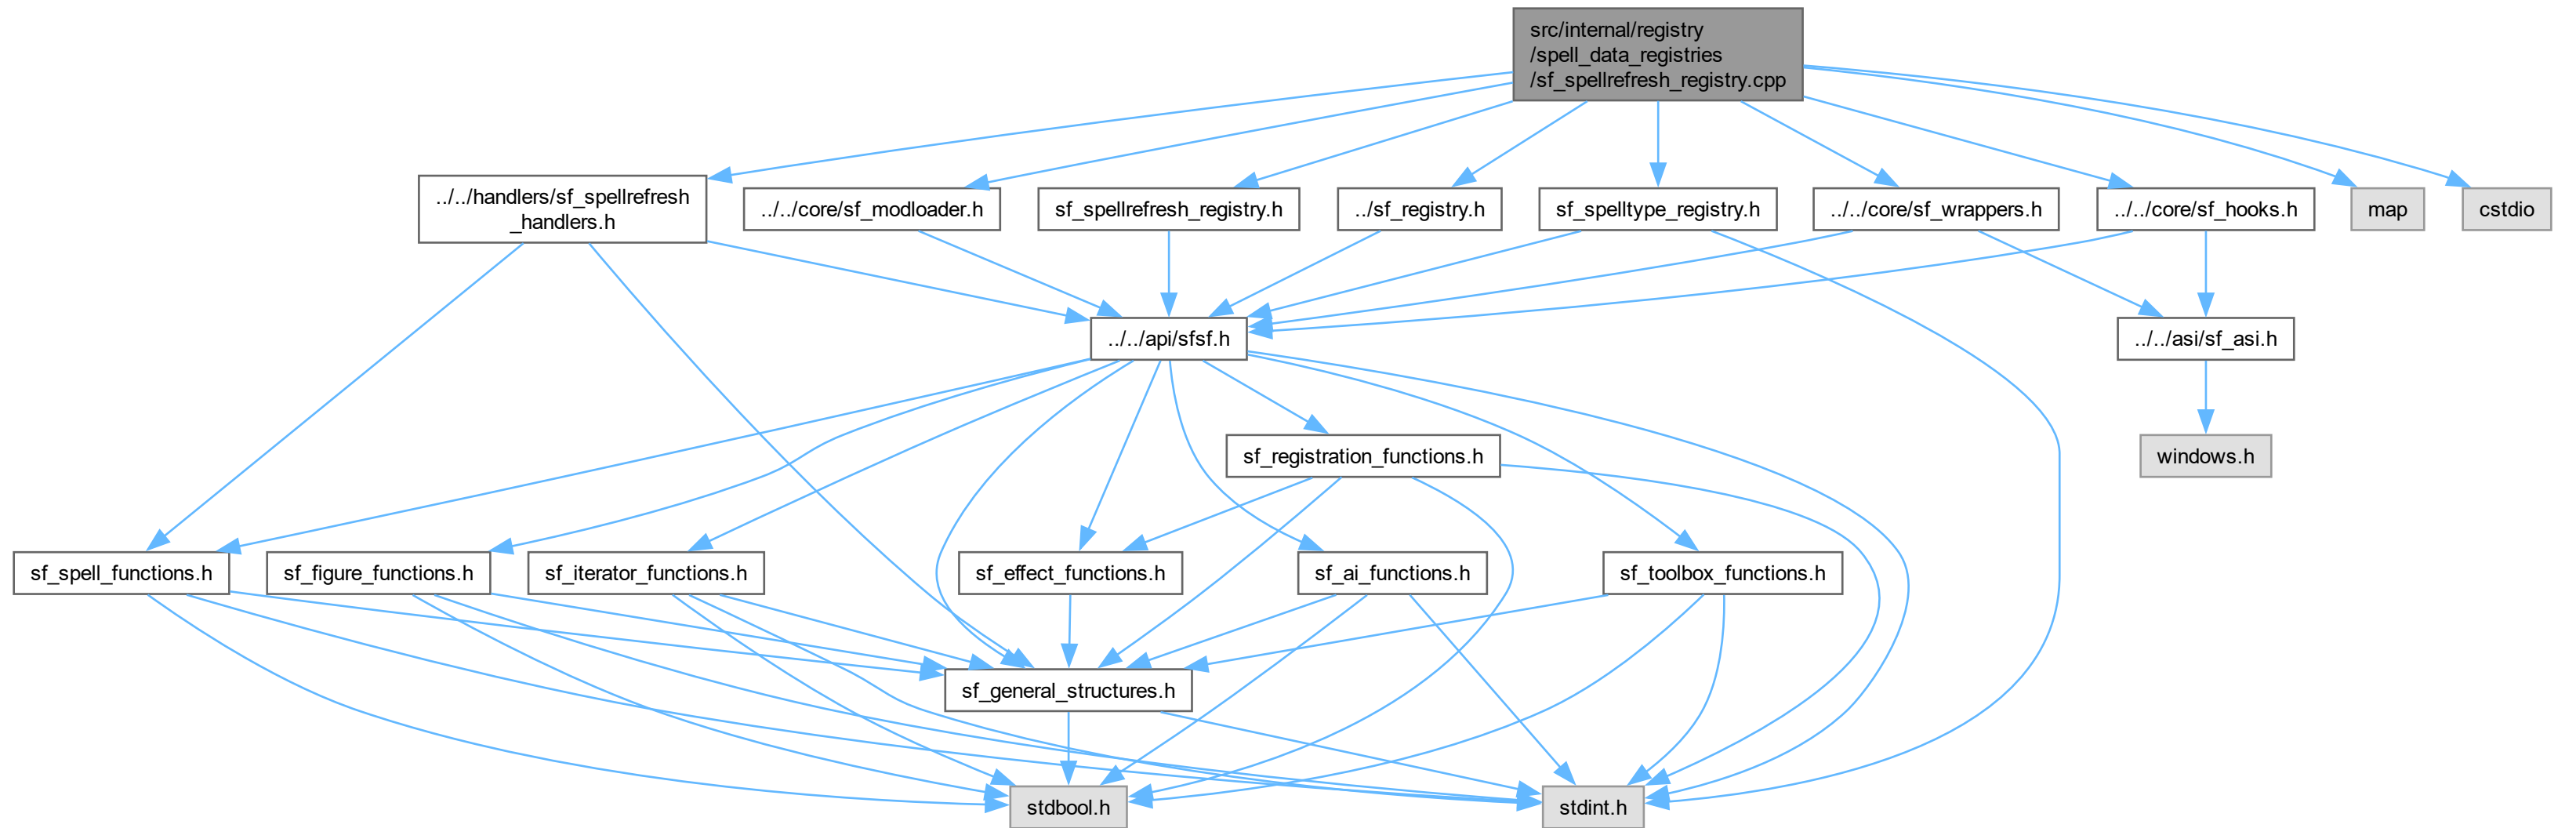 src/internal/registry
/spell_data_registries
/sf_spellrefresh_registry.cpp
../../handlers/sf_spellrefresh
_handlers.h
../../core/sf_modloader.h
sf_spellrefresh_registry.h
../sf_registry.h
sf_spelltype_registry.h
../../core/sf_wrappers.h
../../core/sf_hooks.h
map
cstdio
../../api/sfsf.h
../../asi/sf_asi.h
sf_registration_functions.h
windows.h
sf_spell_functions.h
sf_figure_functions.h
sf_iterator_functions.h
sf_effect_functions.h
sf_ai_functions.h
sf_toolbox_functions.h
sf_general_structures.h
stdbool.h
stdint.h